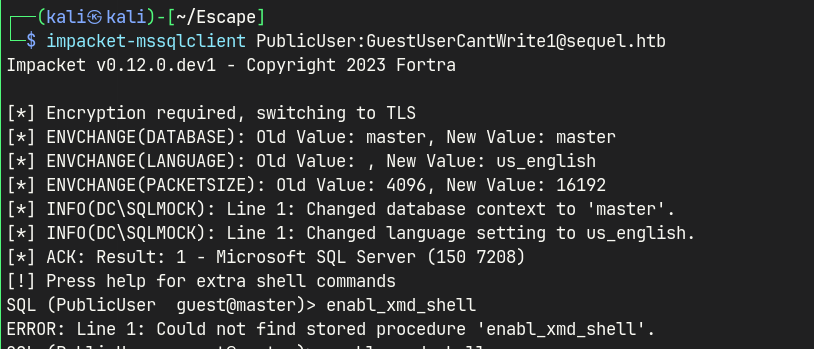 ┌──(kali㉿kali)-[~/Escape]
└─$ impacket-mssqlclient PublicUser:GuestUserCantWrite1@sequel.htb
Impacket v0.12.0.dev1 - Copyright 2023 Fortra
[*] Encryption required, switching to TLS
[*] ENVCHANGE(DATABASE): Old Value: master, New Value: master
[*] ENVCHANGE(LANGUAGE): Old Value: , New Value: us_english
[*] ENVCHANGE(PACKETSIZE): Old Value: 4096, New Value: 16192
[*] INFO(DC\SQLMOCK): Line 1: Changed database context to 'master'.
[*] INFO(DC\SQLMOCK): Line 1: Changed language setting to us_english.
[*] ACK: Result: 1 - Microsoft SQL Server (150 7208)
[!] Press help for extra shell commands
SQL (PublicUser  guest@master)> enabl_xmd_shell
ERROR: Line 1: Could not find stored procedure 'enabl_xmd_shell'.